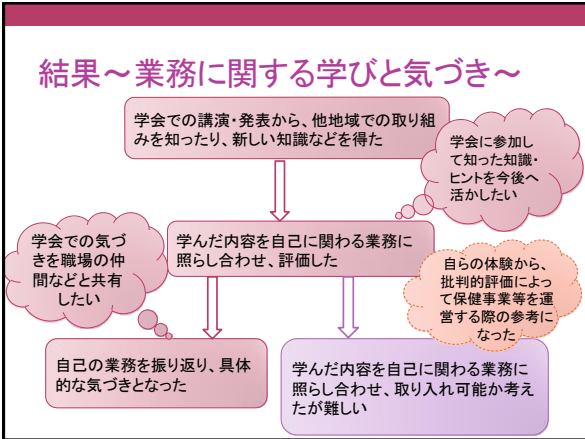 結果～業務に関する学びと気づき～
学会での講演・発表から、他地域での取り組
みを知ったり、新しい知識などを得た
学会に参加し
て知った知識・
ヒントを今後へ
活かしたい
学会での気づ
きを職場の仲
間などと共有
したい
学んだ内容を自己に関わる業務に
照らし合わせ、評価した
自らの体験から、
批判的評価によっ
て保健事業等を運
営する際の参考に
なった
自己の業務を振り返り、具体
的な気づきとなった
学んだ内容を自己に関わる業務に
照らし合わせ、取り入れ可能か考え
たが難しい